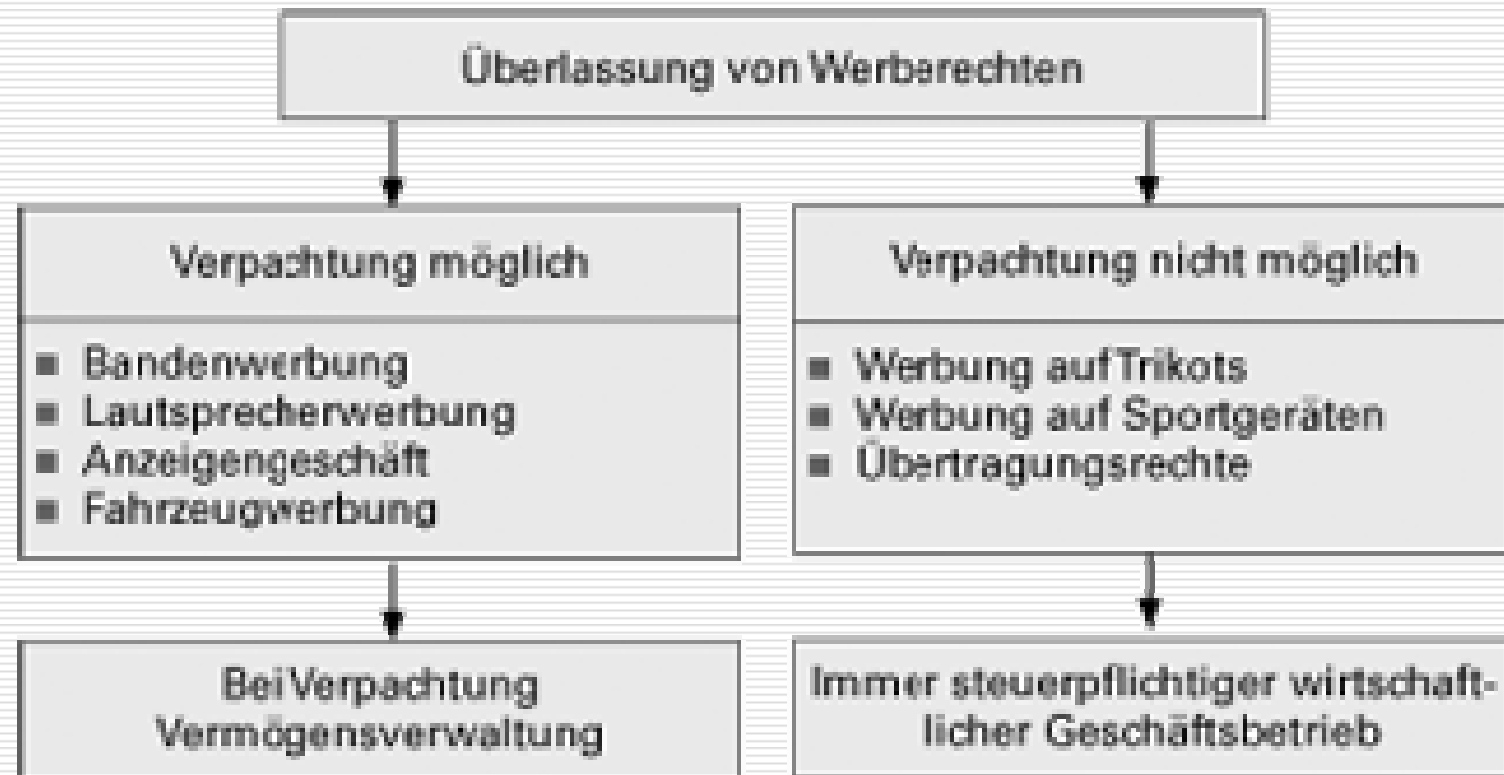 Überlassung von Werberechten
Verpachtung möglich
■ Bandenwerbung
■ Lautsprecherwerbung
■ Anzeigengeschäft
■ Fahrzeugwerbung
Bei Verpachtung
Vermögensverwaltung
Verpachtung nicht möglich
■ Werbung auf Trikots
■ Werbung auf Sportgeräten
■ Übertragungsrechte
Immer steuerpflichtiger wirtschaft-
licher Geschäftsbetrieb